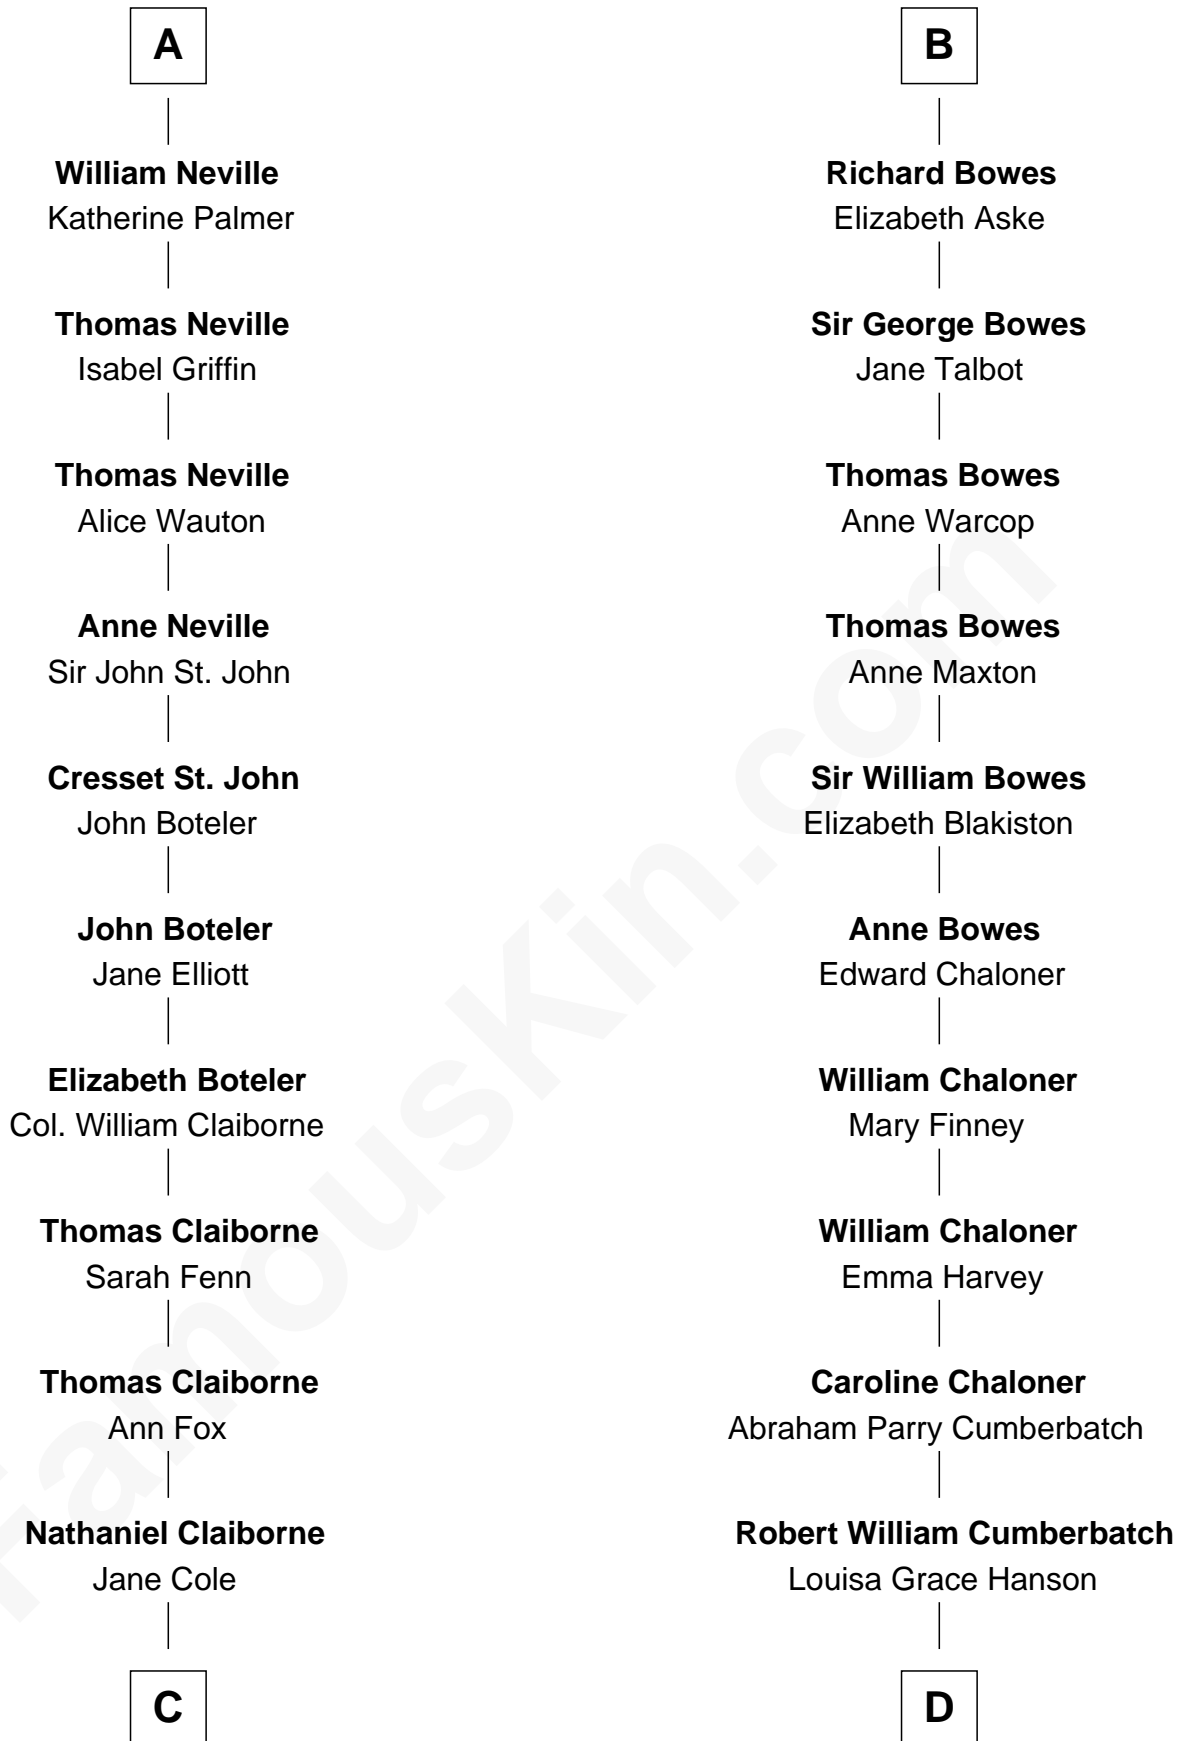 A
William Neville
Katherine Palmer
Thomas Neville
Isabel Griffin
Thomas Neville
Alice Wauton
Anne Neville
Sir John St. John
Cresset St. John
John Boteler
John Boteler
Jane Elliott
Elizabeth Boteler
Col. William Claiborne
Thomas Claiborne
Sarah Fenn
Thomas Claiborne
Ann Fox
Nathaniel Claiborne
Jane Cole
C
B
Richard Bowes
Elizabeth Aske
Sir George Bowes
Jane Talbot
Thomas Bowes
Anne Warcop
Thomas Bowes
Anne Maxton
Sir William Bowes
Elizabeth Blakiston
Anne Bowes
Edward Chaloner
William Chaloner
Mary Finney
William Chaloner
Emma Harvey
Caroline Chaloner
Abraham Parry Cumberbatch
Robert William Cumberbatch
Louisa Grace Hanson
D
FamousKin.com